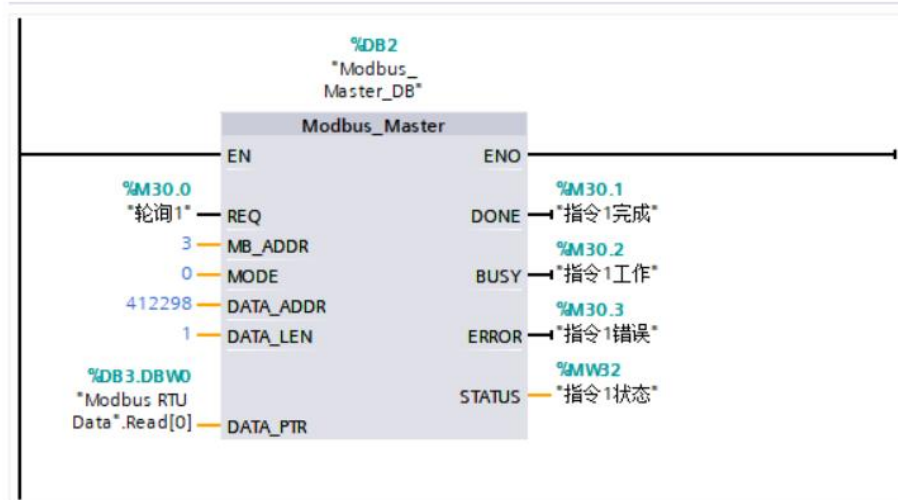 %DB2
"Modbus_
Master_DB"
Modbus_Master
EN
ENO
%M30.0
"轮询1"
REQ
DONE
%M30.1
"指令1完成"
3
MB_ADDR
0
MODE
BUSY
%M30.2
"指令1工作"
412298
DATA_ADDR
1
DATA_LEN
ERROR
%M30.3
"指令1错误"
%DB3.DBW0
"Modbus RTU
Data".Read[0]
DATA_PTR
STATUS
%MW32
"指令1状态"